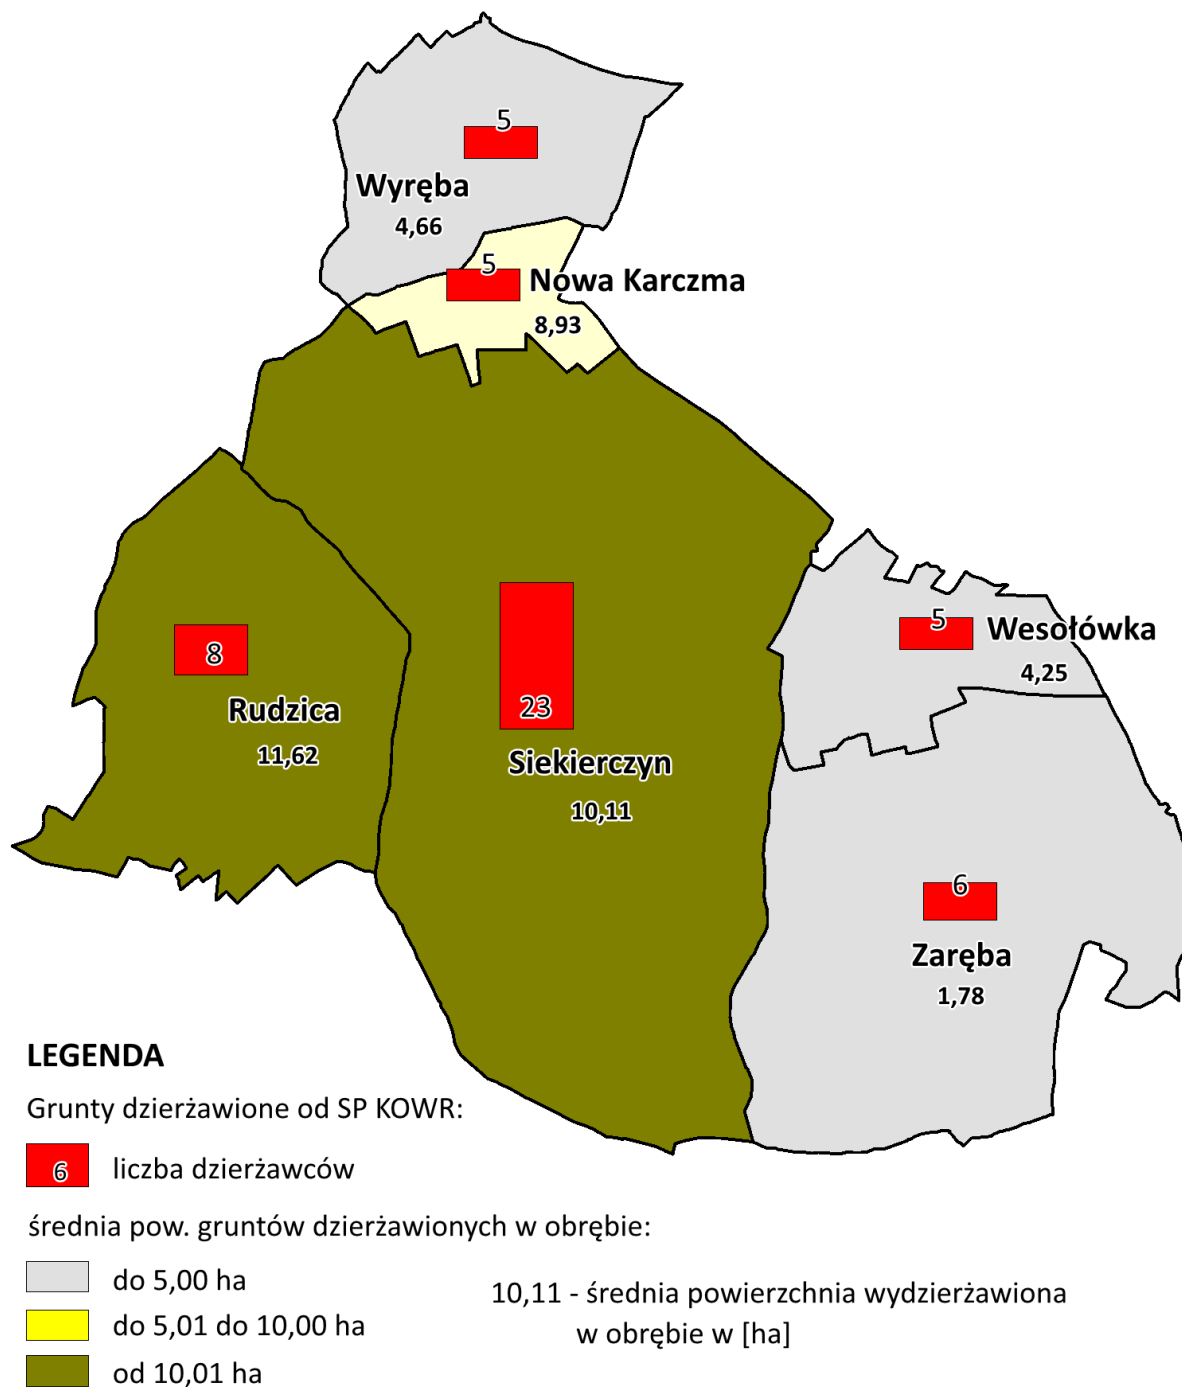 5
Wyręba
4,66
5
Nowa Karczma
8,93
5
Wesołówka
4,25
8
Rudzica
11,62
23
Siekierczyn
10,11
6
Zaręba
1,78
LEGENDA
Grunty dzierżawione od SP KOWR:
6 liczba dzierżawców
średnia pow. gruntów dzierżawionych w obrębie:
do 5,00 ha
do 5,01 do 10,00 ha
od 10,01 ha
10,11 - średnia powierzchnia wydzierżawiona
w obrębie w [ha]